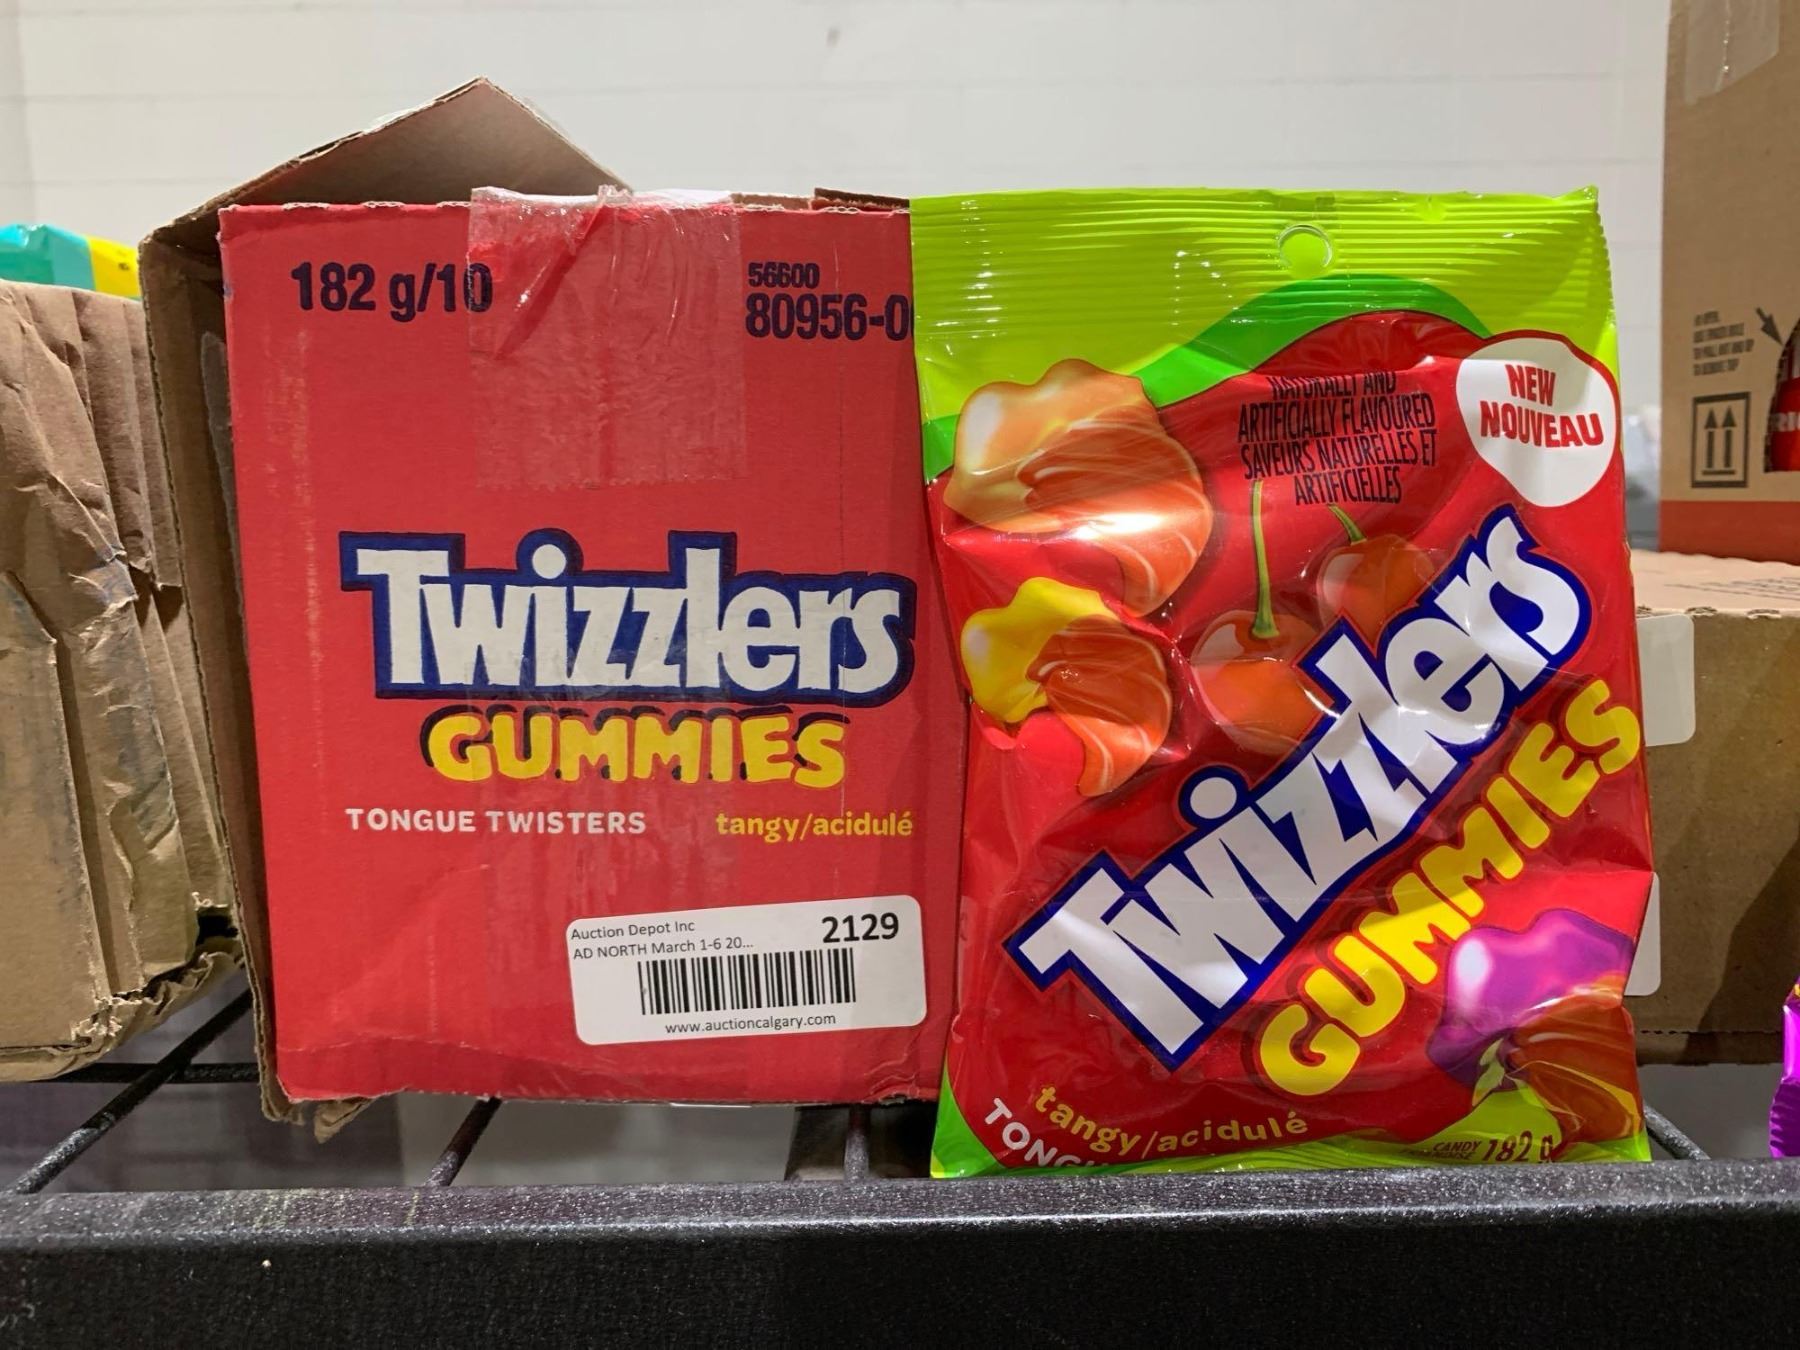 182 g/10
56600
80956-0
Twizzlers
GUMMIES
TONGUE TWISTERS tangy/acidulé
Auction Depot Inc
2129
AD NORTH March 1-6 20...
www.auctioncalgary.com
NATURALLY AND
ARTIFICIALLY FLAVOURED
SAVEURS NATURELLES ET
ARTIFICIELLES
NEW
NOUVEAU
Twizzlers
GUMMIES
tangy/acidulé
CANDY
182 g